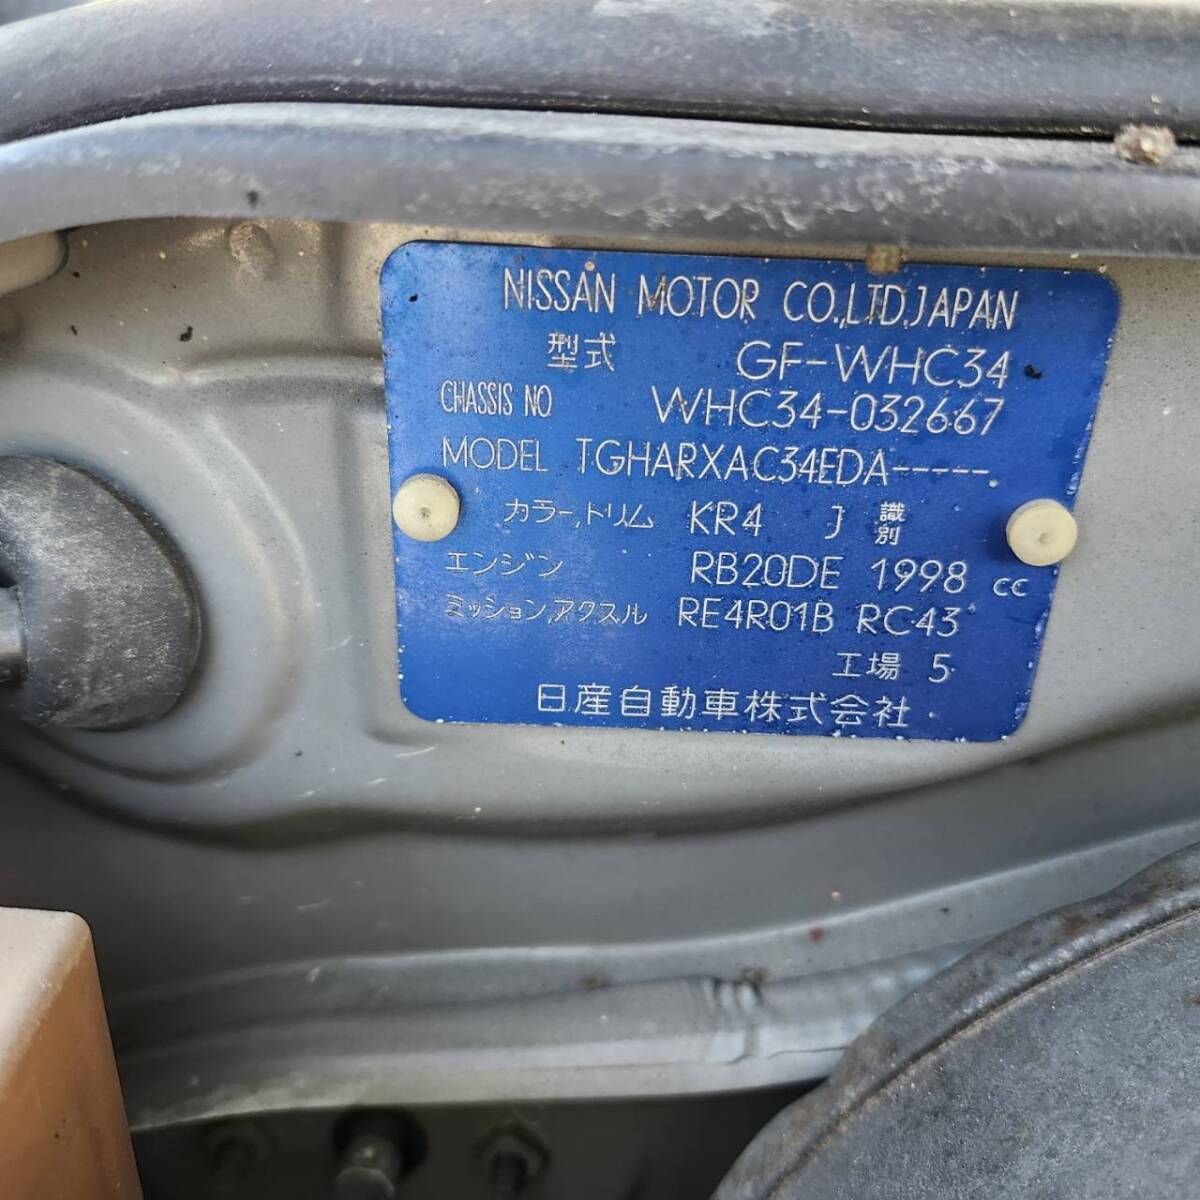 NISSAN MOTOR CO.,LTD.JAPAN
型式 GF-WHC34
CHASSIS NO WHC34-032667
MODEL TGHARXAC34EDA-----
カラー,トリム KR4 J 識別
エンジン RB20DE 1998 cc
ミッション,アクスル RE4R01B RC43
工場 5
日産自動車株式会社